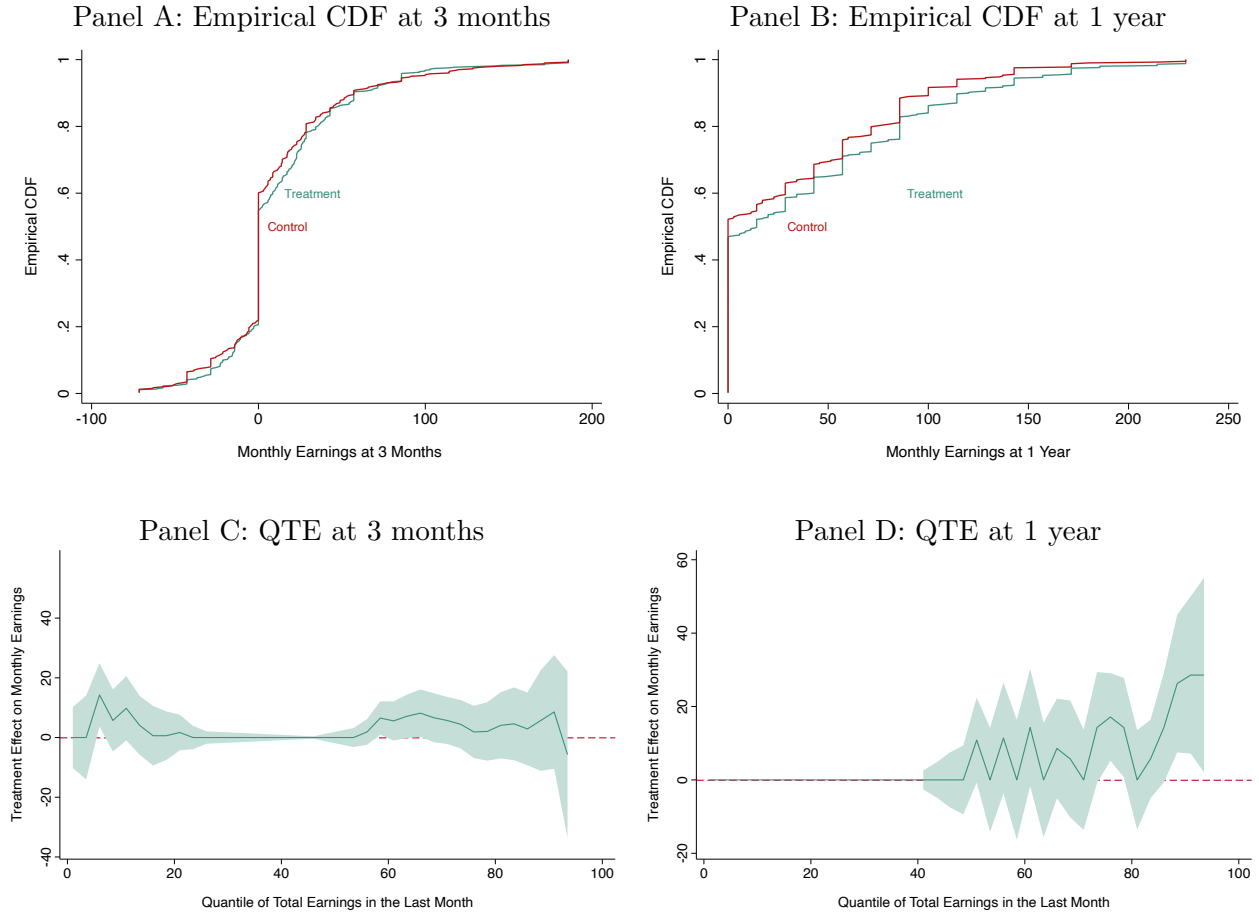 Panel A: Empirical CDF at 3 months
Empirical CDF
1
.8
.6
.4
.2
0
Treatment
Control
-100
0
100
200
Monthly Earnings at 3 Months
Panel B: Empirical CDF at 1 year
Empirical CDF
1
.8
.6
.4
.2
0
Treatment
Control
0
50
100
150
200
250
Monthly Earnings at 1 Year
Panel C: QTE at 3 months
Treatment Effect on Monthly Earnings
40
20
0
20
-40
0
20
40
60
80
100
Quantile of Total Earnings in the Last Month
Panel D: QTE at 1 year
Treatment Effect on Monthly Earnings
60
40
20
0
-20
0
20
40
60
80
100
Quantile of Total Earnings in the Last Month